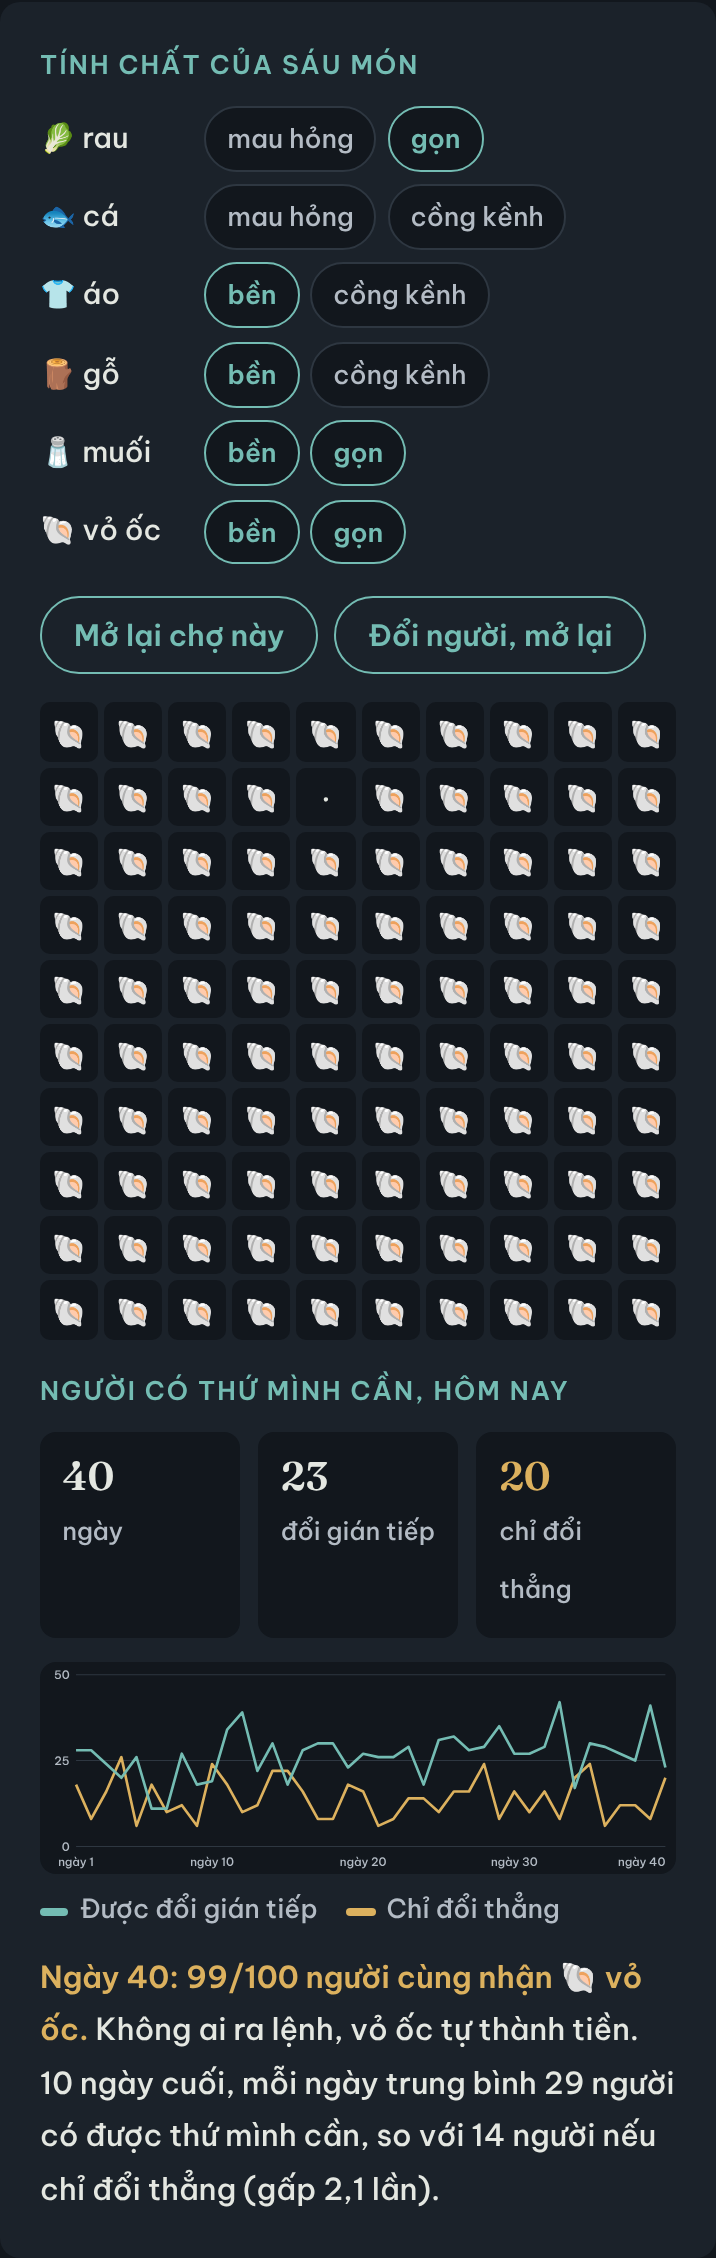 TÍNH CHẤT CỦA SÁU MÓN
rau mau hỏng gọn
cá mau hỏng cồng kềnh
áo bền cồng kềnh
gỗ bền cồng kềnh
muối bền gọn
vỏ ốc bền gọn
Mở lại chợ này Đổi người, mở lại
NGƯỜI CÓ THỨ MÌNH CẦN, HÔM NAY
40 23 20
ngày đổi gián tiếp chỉ đổi
thẳng
50
25
0
ngày 1 ngày 10 ngày 20 ngày 30 ngày 40
Được đổi gián tiếp Chỉ đổi thẳng
Ngày 40: 99/100 người cùng nhận 🐚 vỏ
ốc. Không ai ra lệnh, vỏ ốc tự thành tiền.
10 ngày cuối, mỗi ngày trung bình 29 người
có được thứ mình cần, so với 14 người nếu
chỉ đổi thẳng (gấp 2,1 lần).